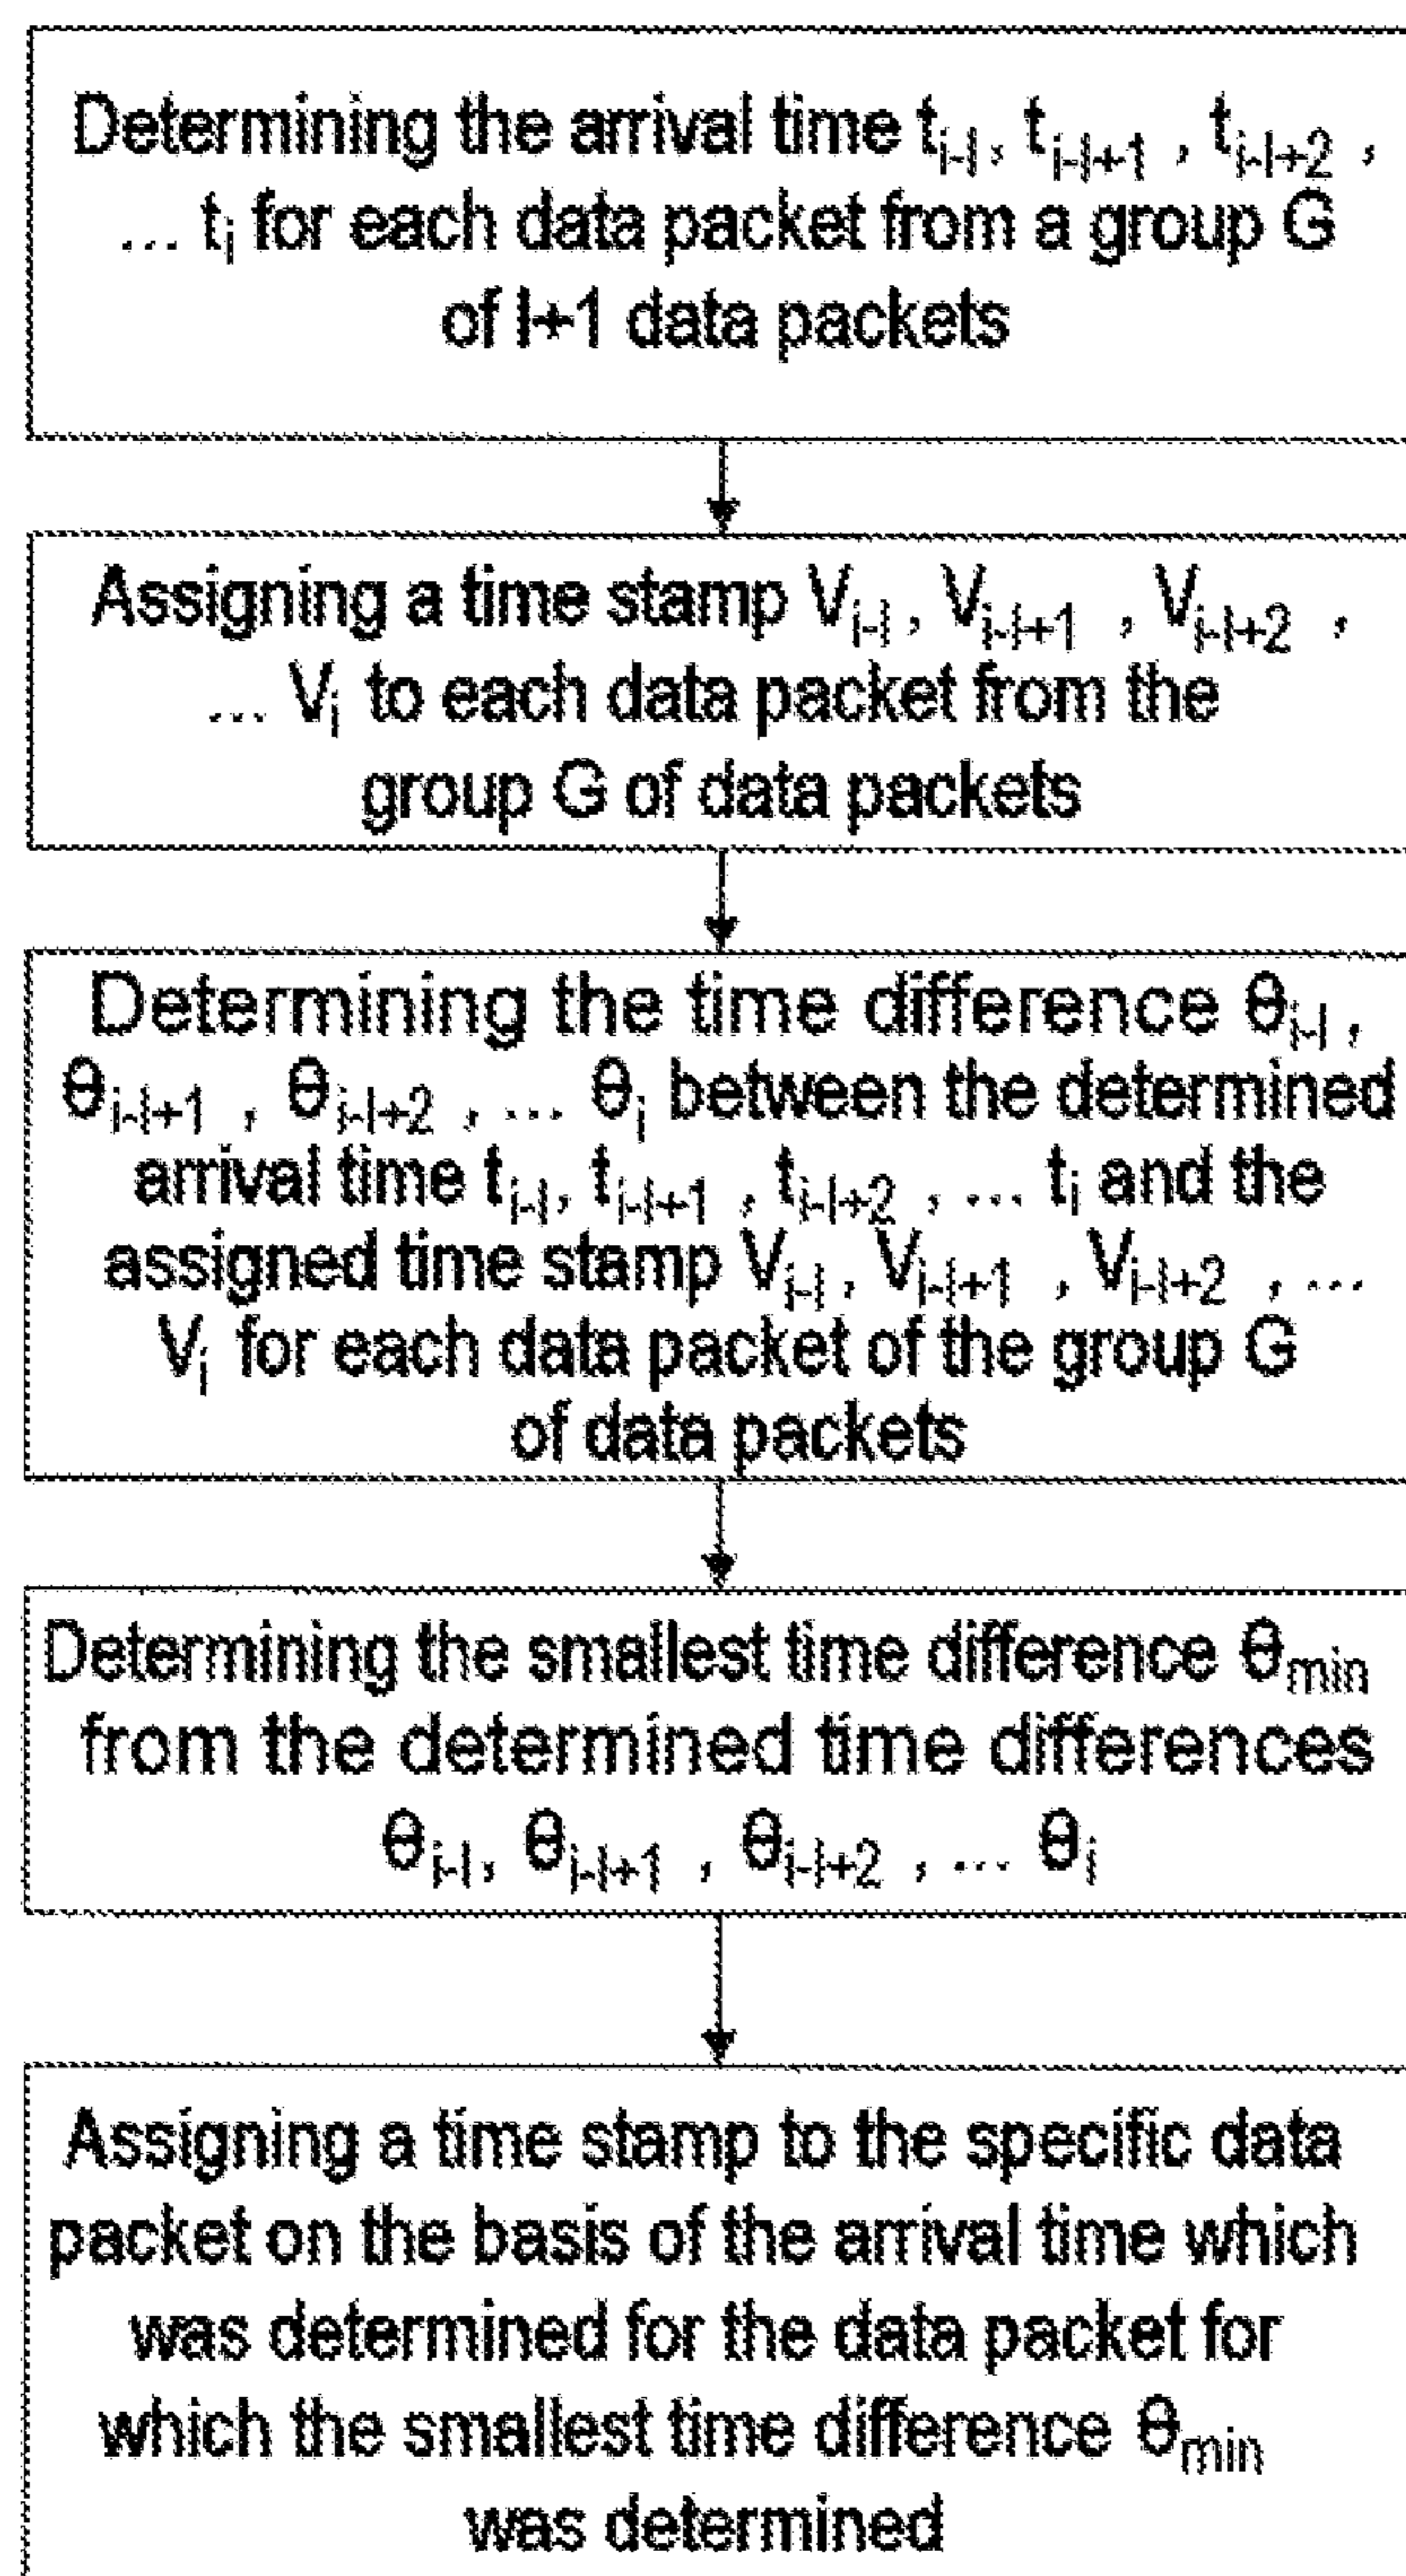 Determining the arrival time t_{i-l}, t_{i-l+1} , t_{i-l+2} ,
... t_i for each data packet from a group G
of l+1 data packets
Assigning a time stamp V_{i-l}, V_{i-l+1} , V_{i-l+2} ,
... V_i to each data packet from the
group G of data packets
Determining the time difference Θ_{i-l} ,
Θ_{i-l+1} , Θ_{i-l+2} , ... Θ_i between the determined
arrival time t_{i-l}, t_{i-l+1} , t_{i-l+2} , ... t_i and the
assigned time stamp V_{i-l}, V_{i-l+1} , V_{i-l+2} , ...
V_i for each data packet of the group G
of data packets
Determining the smallest time difference Θ_{min}
from the determined time differences
Θ_{i-l}, Θ_{i-l+1} , Θ_{i-l+2} , ... Θ_i
Assigning a time stamp to the specific data
packet on the basis of the arrival time which
was determined for the data packet for
which the smallest time difference Θ_{min}
was determined